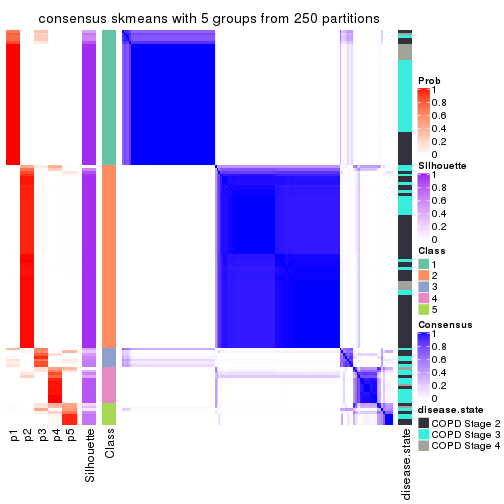 consensus skmeans with 5 groups from 250 partitions
Prob
1
0.8
0.6
0.4
0.2
0
Silhouette
1
0.8
0.6
0.4
0.2
0
Class
1
2
3
4
5
Consensus
1
0.8
0.6
0.4
0.2
0
disease.state
COPD Stage 2
COPD Stage 3
COPD Stage 4
p1
p2
p3
p4
p5
Silhouette
Class
disease.state